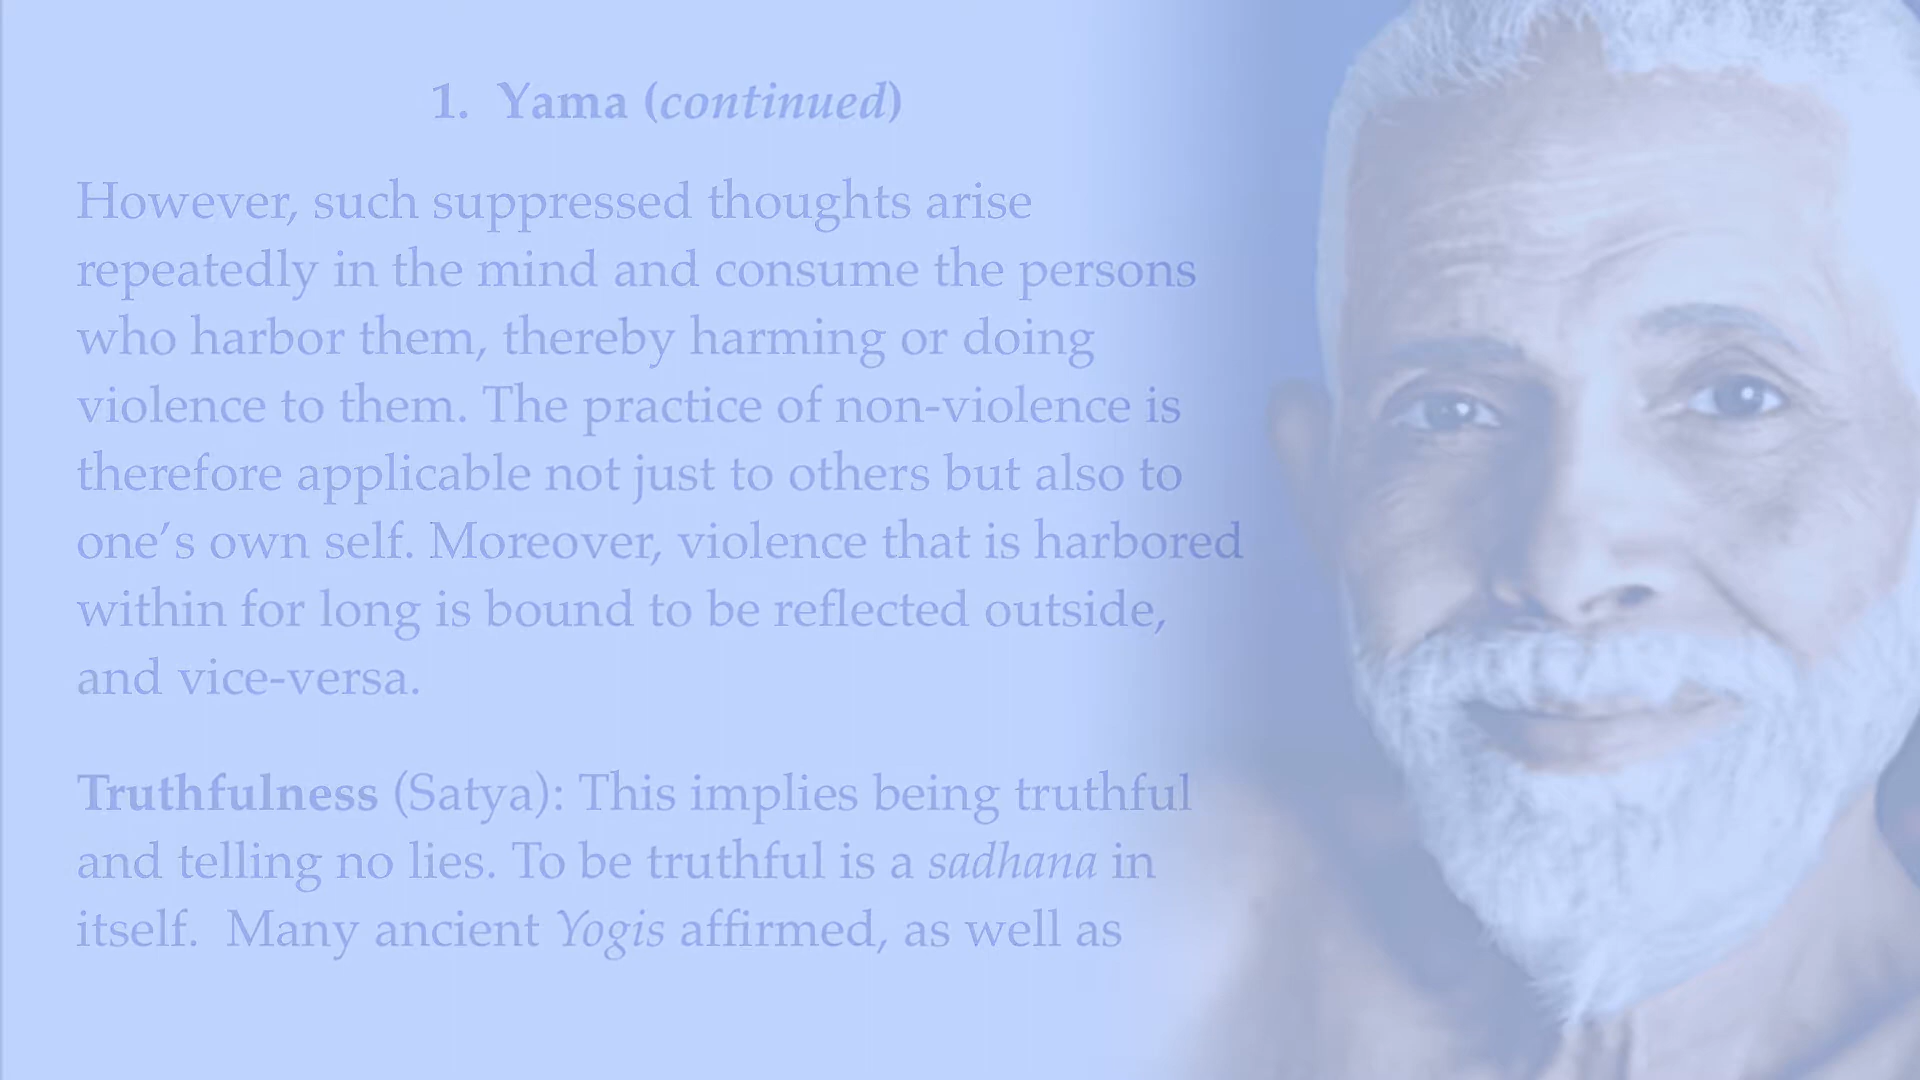 1. Yama (continued)
However, such suppressed thoughts arise
repeatedly in the mind and consume the persons
who harbor them, thereby harming or doing
violence to them. The practice of non-violence is
therefore applicable not just to others but also to
one’s own self. Moreover, violence that is harbored
within for long is bound to be reflected outside,
and vice-versa.
Truthfulness (Satya): This implies being truthful
and telling no lies. To be truthful is a sadhana in
itself. Many ancient Yogis affirmed, as well as